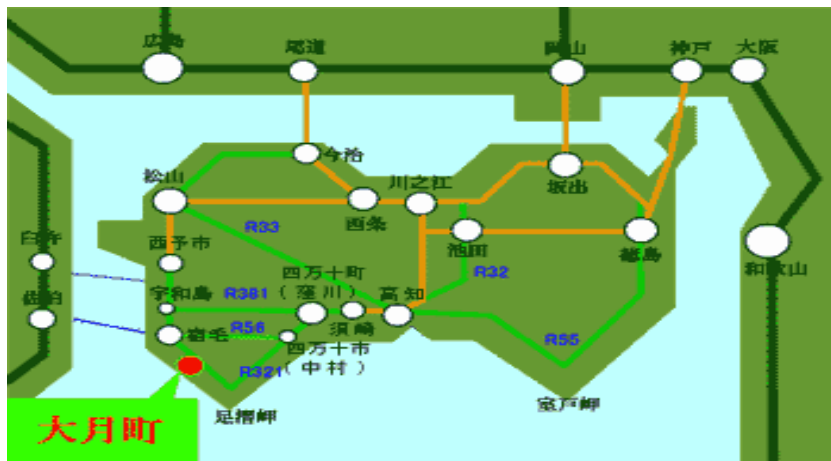 広島
尾道
岡山
神戸
大阪
今治
松山
川之江
坂出
西条
R33
臼杵
西予市
池田
徳島
和歌山
四万十町
(窪川)
R32
佐伯
宇和島
R381
高知
宿毛
R56
須崎
四万十市
(中村)
R55
R321
足摺岬
室戸岬
大月町